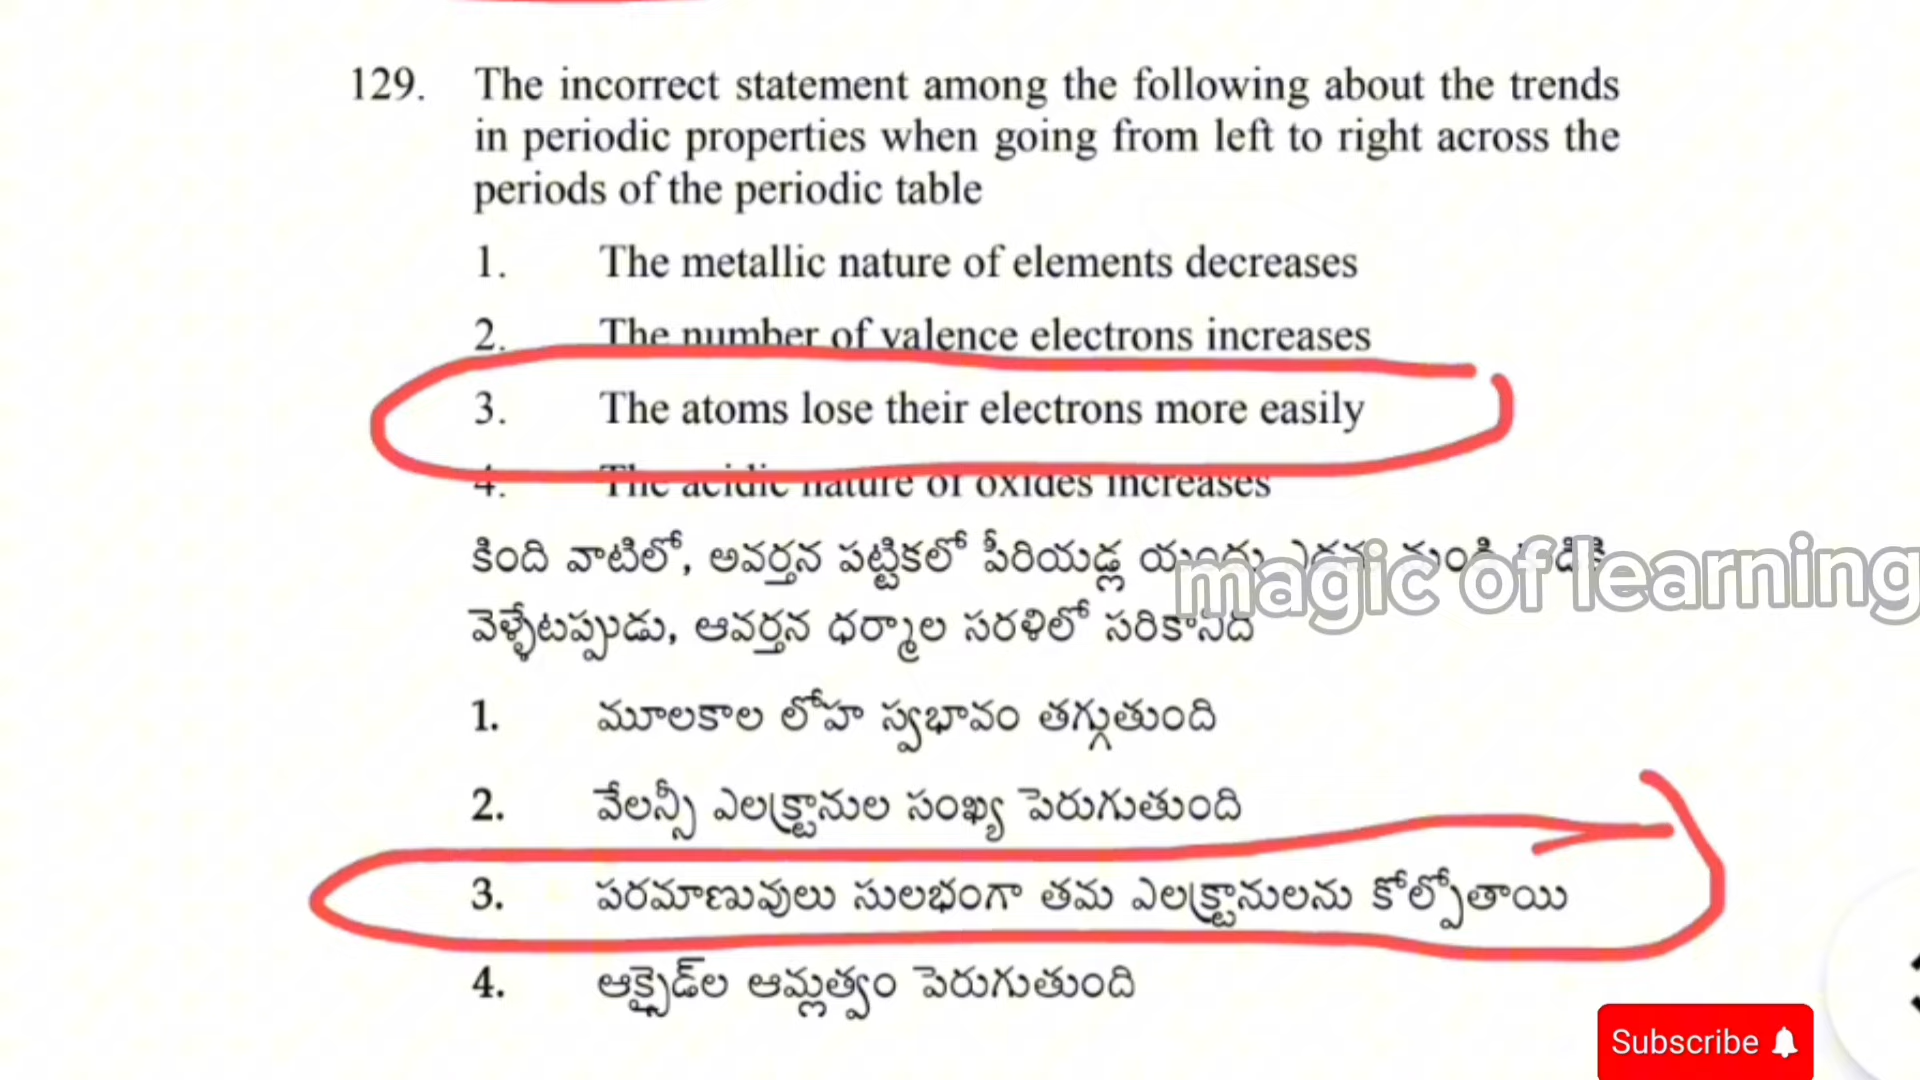 129. The incorrect statement among the following about the trends
in periodic properties when going from left to right across the
periods of the periodic table
1. The metallic nature of elements decreases
2. The number of valence electrons increases
3. The atoms lose their electrons more easily
4. The acidic nature of oxides increases
కింది వాటిలో, అవర్తన పట్టికలో పీరియడ్ల
magic of learning
వెళ్ళేటప్పుడు, ఆవర్తన ధర్మాల సరళిలో సరికానిది
1. మూలకాల లోహ స్వభావం తగ్గుతుంది
2. వేలన్సీ ఎలక్ట్రానుల సంఖ్య పెరుగుతుంది
3. పరమాణువులు సులభంగా తమ ఎలక్ట్రానులను కోల్పోతాయి
4. ఆక్సైడ్‌ల ఆమ్లత్వం పెరుగుతుంది
Subscribe